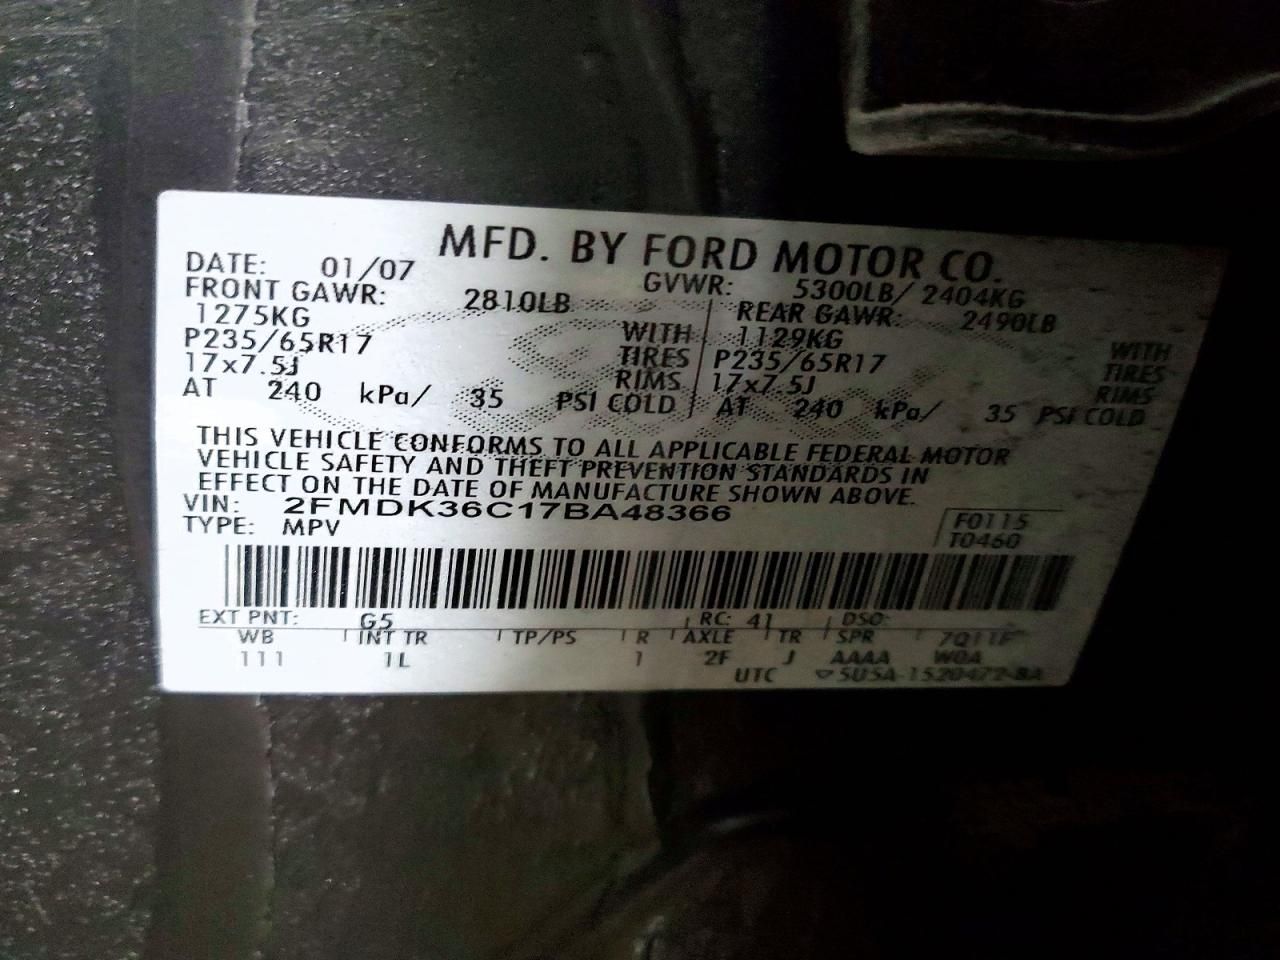 MFD. BY FORD MOTOR CO.
DATE: 01/07 GVWR: 5300LB/ 2404KG
FRONT GAWR: 2810LB REAR GAWR: 2490LB
1275KG WITH 1129KG WITH
P235/65R17 TIRES P235/65R17 TIRES
17x7.5J RIMS 17x7.5J RIMS
AT 240 kPa/ 35 PSI COLD AT 240 kPa/ 35 PSI COLD
THIS VEHICLE CONFORMS TO ALL APPLICABLE FEDERAL MOTOR
VEHICLE SAFETY AND THEFT PREVENTION STANDARDS IN
EFFECT ON THE DATE OF MANUFACTURE SHOWN ABOVE.
VIN: 2FMDK36C17BA48366 F0115
TYPE: MPV T0460
EXT PNT: G5 RC: 41 DSO:
WB INT TR TP/PS R AXLE TR SPR
111 1L 1 2F J AAAA W0A
UTC ▽5U5A-1520472-BA